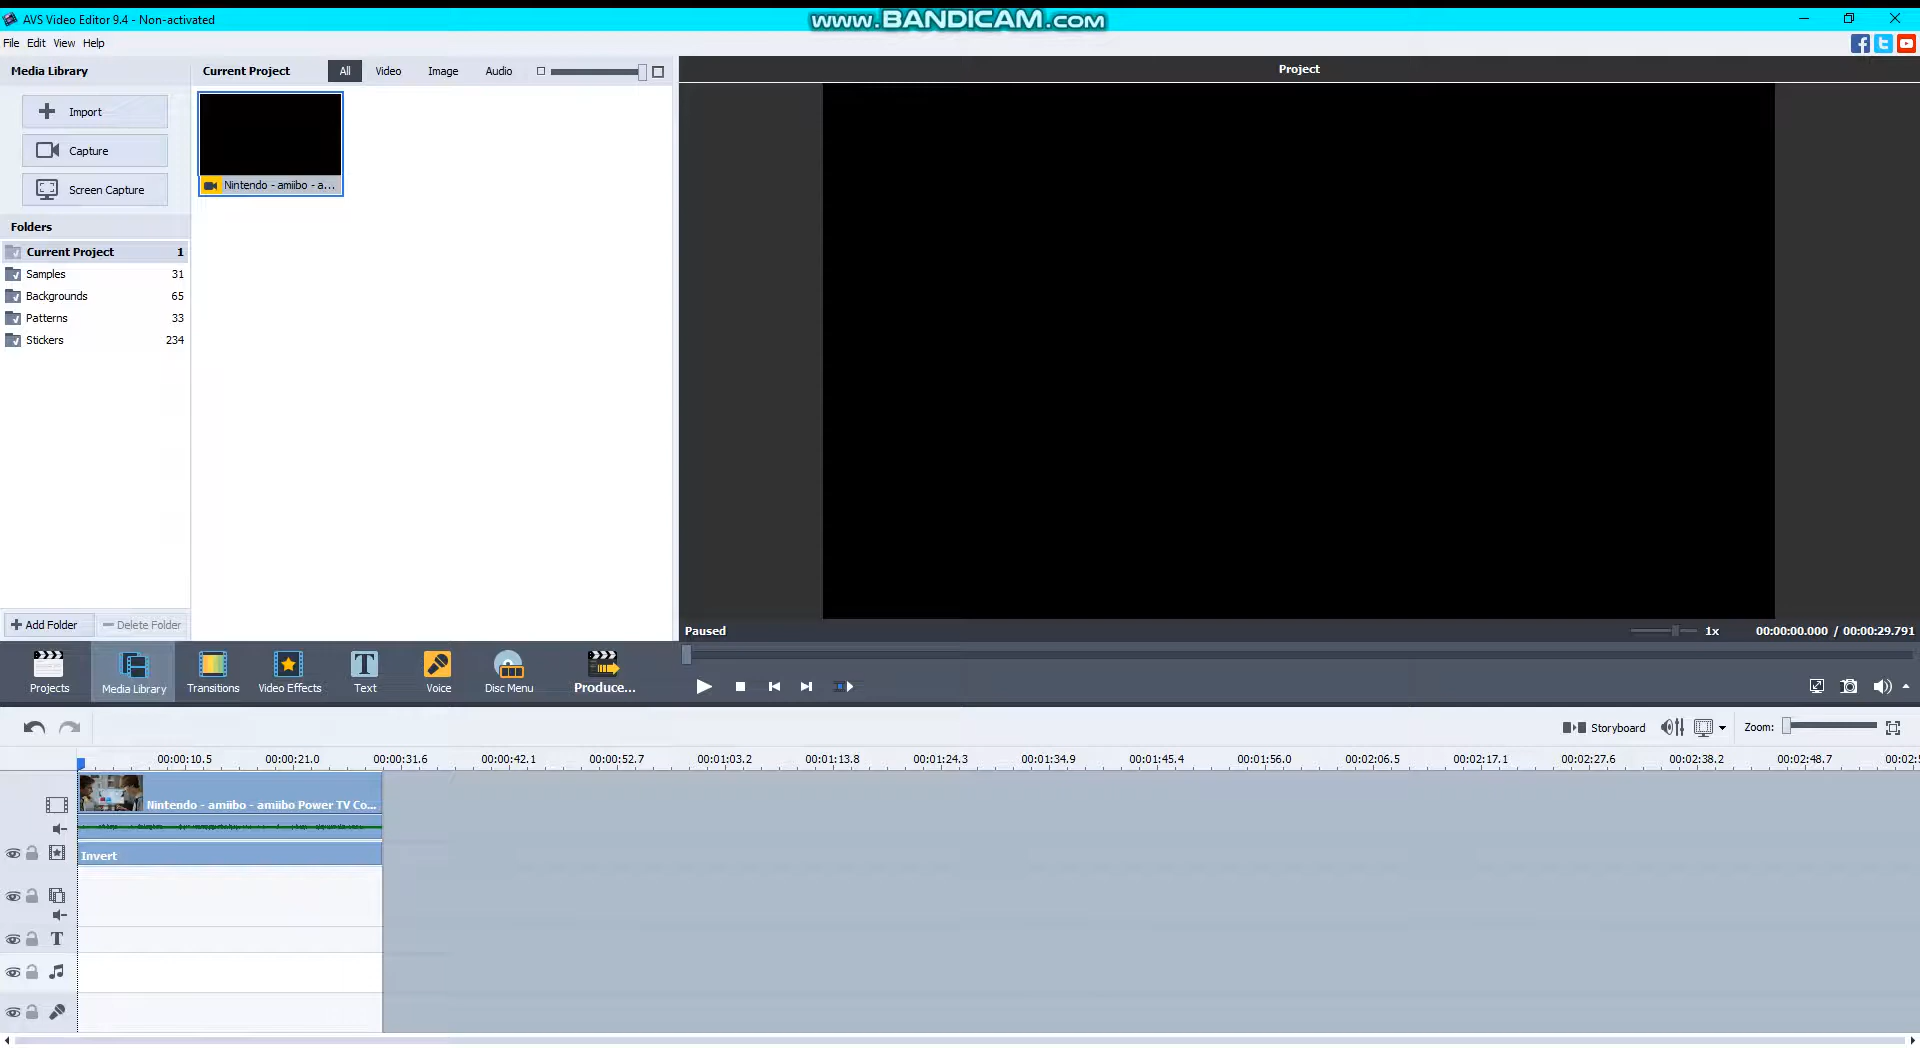 AVS Video Editor 9.4 - Non-activated
www.BANDICAM.com
File Edit View Help
Media Library
Current Project All Video Image Audio
Project
Import
Capture
Screen Capture
Nintendo - amiibo - a...
Folders
Current Project 1
Samples 31
Backgrounds 65
Patterns 33
Stickers 234
Add Folder Delete Folder
Paused 1x 00:00:00.000 / 00:00:29.791
Projects Media Library Transitions Video Effects Text Voice Disc Menu Produce...
Storyboard Zoom:
00:00:10.5 00:00:21.0 00:00:31.6 00:00:42.1 00:00:52.7 00:01:03.2 00:01:13.8 00:01:24.3 00:01:34.9 00:01:45.4 00:01:56.0 00:02:06.5 00:02:17.1 00:02:27.6 00:02:38.2 00:02:48.7
Nintendo - amiibo - amiibo Power TV Co...
Invert